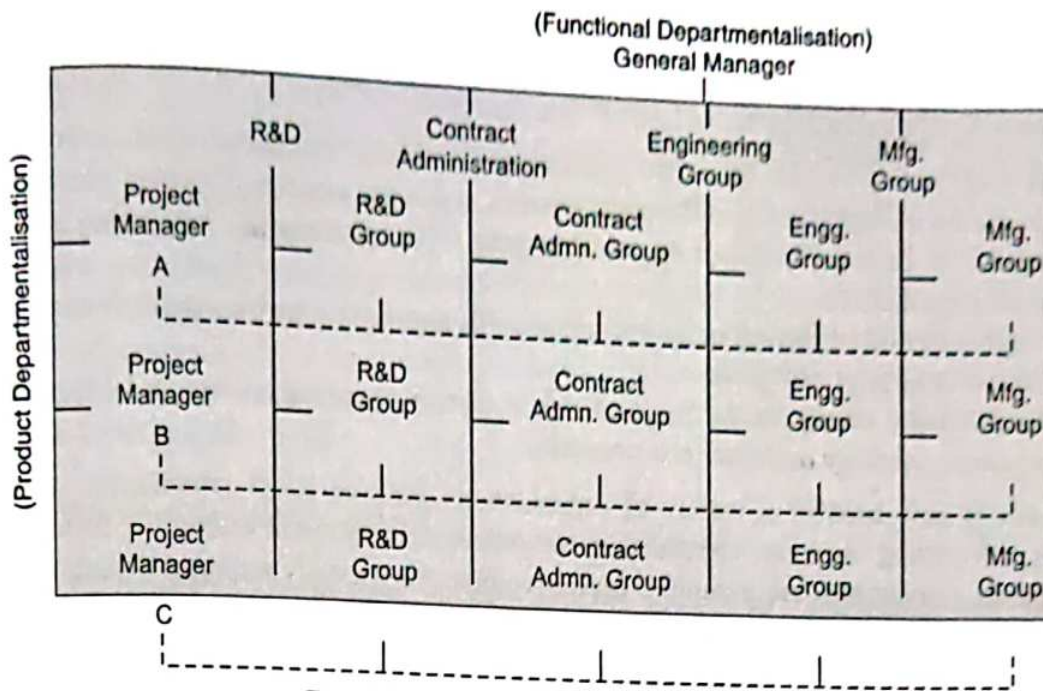 (Functional Departmentalisation)
General Manager
(Product Departmentalisation)
R&D
Contract
Administration
Engineering
Group
Mfg.
Group
Project
Manager
A
R&D
Group
Contract
Admn. Group
Engg.
Group
Mfg.
Group
Project
Manager
B
R&D
Group
Contract
Admn. Group
Engg.
Group
Mfg.
Group
Project
Manager
C
R&D
Group
Contract
Admn. Group
Engg.
Group
Mfg.
Group